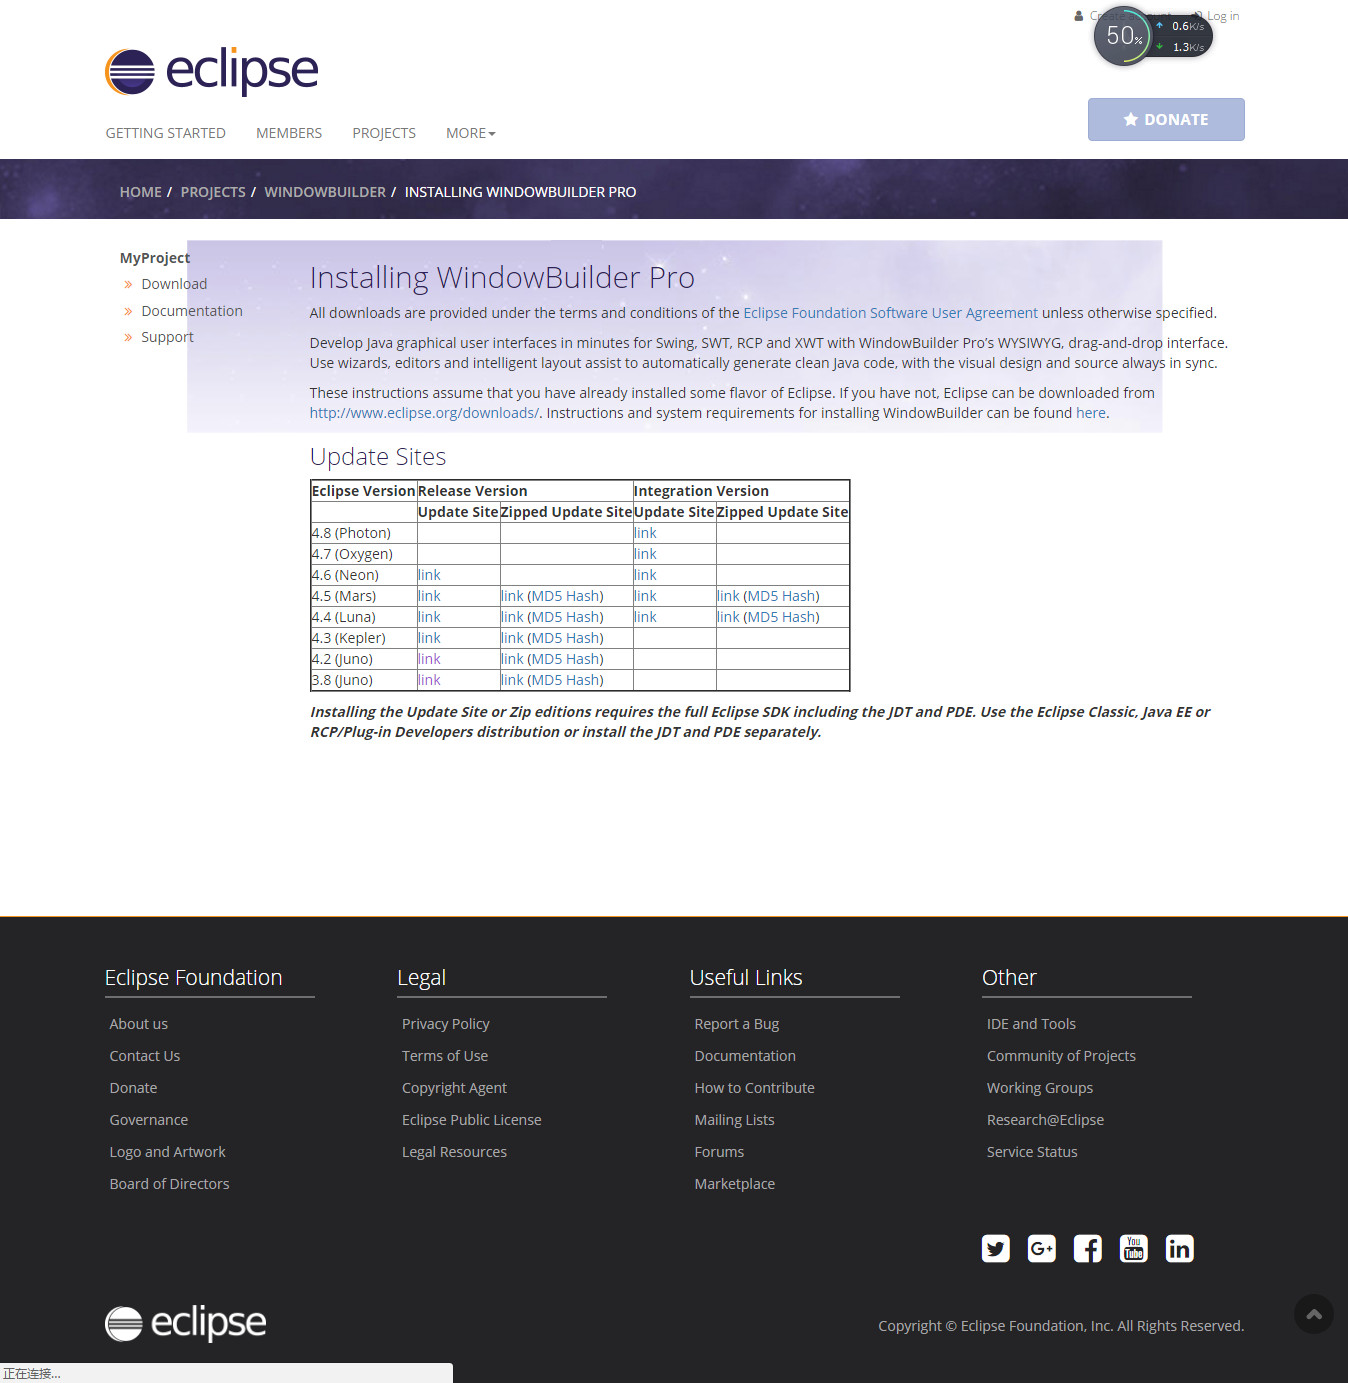 Create account Log in
50%
0.6K/s
1.3K/s
eclipse
GETTING STARTED MEMBERS PROJECTS MORE
DONATE
HOME / PROJECTS / WINDOWBUILDER / INSTALLING WINDOWBUILDER PRO
MyProject
Download
Documentation
Support
Installing WindowBuilder Pro
All downloads are provided under the terms and conditions of the Eclipse Foundation Software User Agreement unless otherwise specified.
Develop Java graphical user interfaces in minutes for Swing, SWT, RCP and XWT with WindowBuilder Pro’s WYSIWYG, drag-and-drop interface.
Use wizards, editors and intelligent layout assist to automatically generate clean Java code, with the visual design and source always in sync.
These instructions assume that you have already installed some flavor of Eclipse. If you have not, Eclipse can be downloaded from
http://www.eclipse.org/downloads/. Instructions and system requirements for installing WindowBuilder can be found here.
Update Sites
Eclipse Version Release Version Integration Version
Update Site Zipped Update Site Update Site Zipped Update Site
4.8 (Photon) link
4.7 (Oxygen) link
4.6 (Neon) link link
4.5 (Mars) link link (MD5 Hash) link link (MD5 Hash)
4.4 (Luna) link link (MD5 Hash) link link (MD5 Hash)
4.3 (Kepler) link link (MD5 Hash)
4.2 (Juno) link link (MD5 Hash)
3.8 (Juno) link link (MD5 Hash)
Installing the Update Site or Zip editions requires the full Eclipse SDK including the JDT and PDE. Use the Eclipse Classic, Java EE or
RCP/Plug-in Developers distribution or install the JDT and PDE separately.
Eclipse Foundation
About us
Contact Us
Donate
Governance
Logo and Artwork
Board of Directors
Legal
Privacy Policy
Terms of Use
Copyright Agent
Eclipse Public License
Legal Resources
Useful Links
Report a Bug
Documentation
How to Contribute
Mailing Lists
Forums
Marketplace
Other
IDE and Tools
Community of Projects
Working Groups
Research@Eclipse
Service Status
G+ You Tube in
eclipse
Copyright © Eclipse Foundation, Inc. All Rights Reserved.
正在连接...